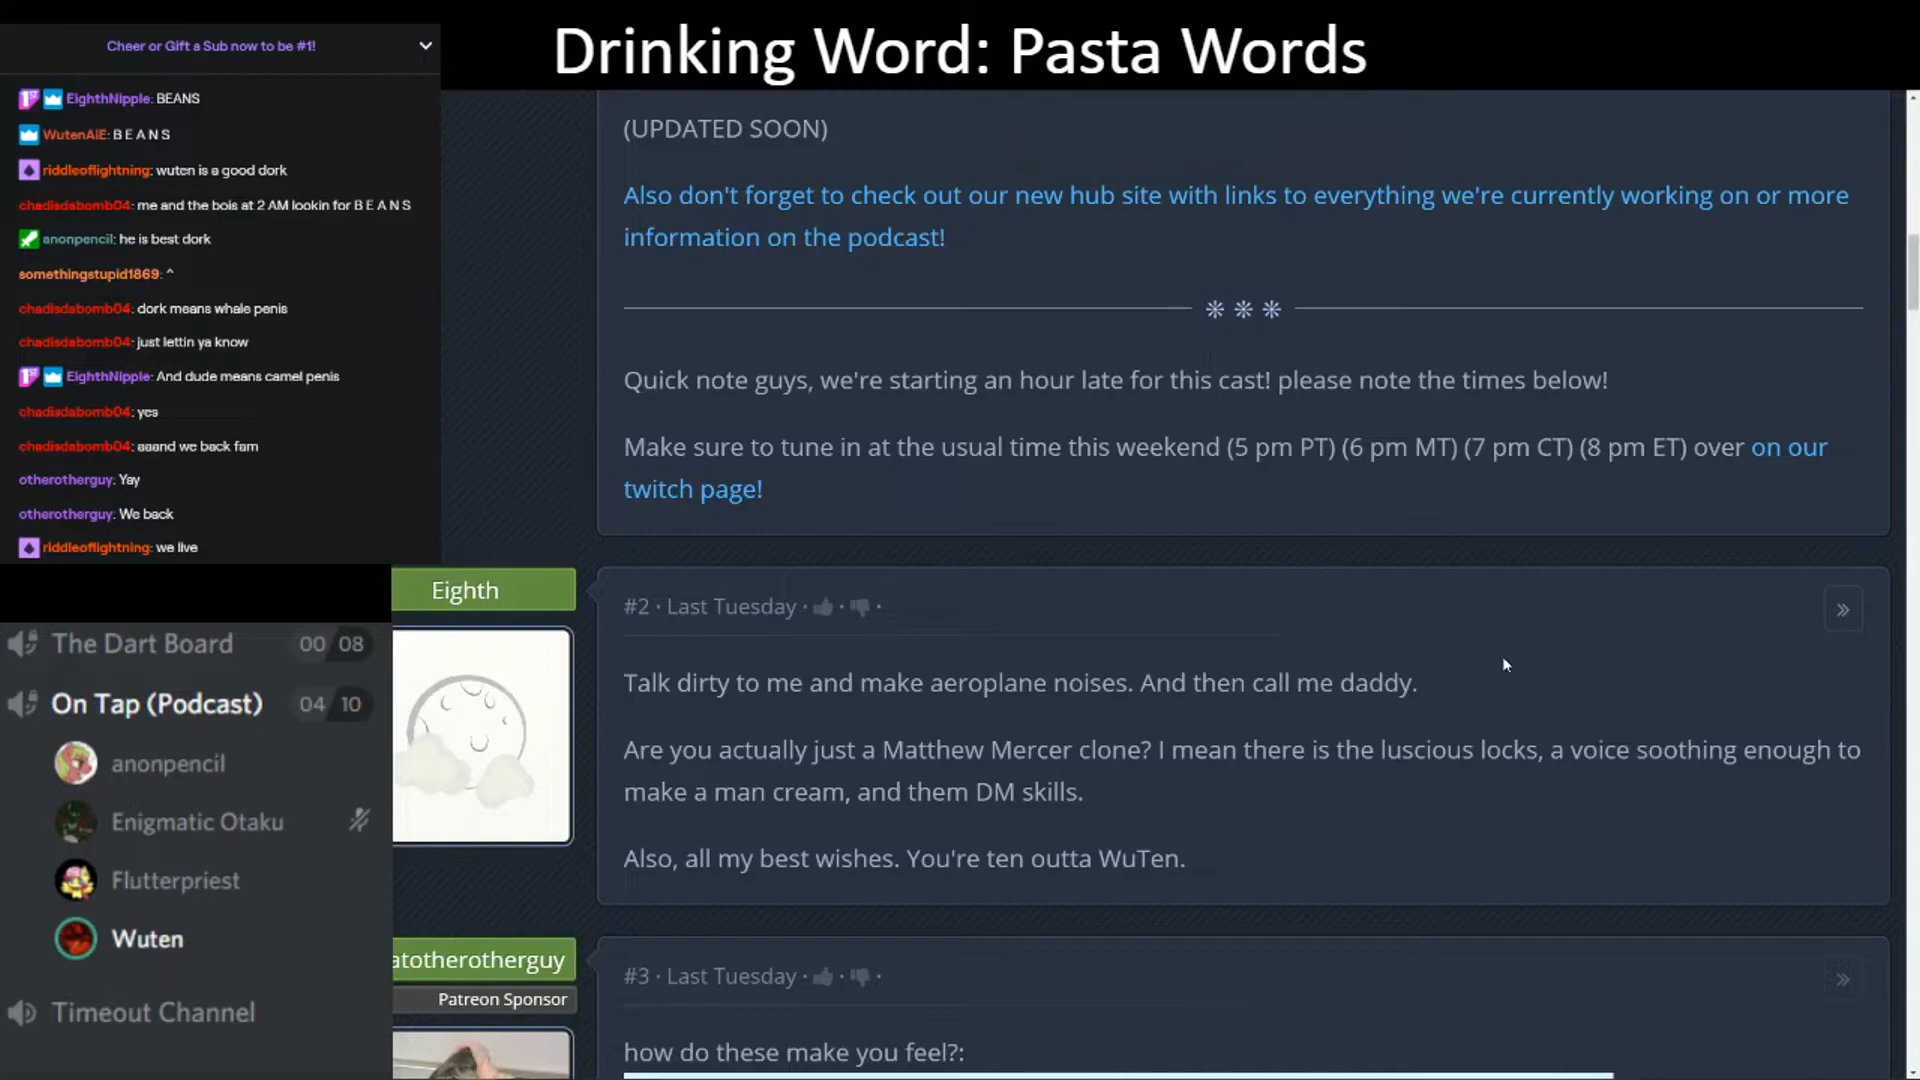 Drinking Word: Pasta Words
Cheer or Gift a Sub now to be #1!
EighthNipple: BEANS
WutenAIE: B E A N S
riddleoflightning: wuten is a good dork
chadisdabomb04: me and the bois at 2 AM lookin for B E A N S
anonpencil: he is best dork
somethingstupid1869: ^
chadisdabomb04: dork means whale penis
chadisdabomb04: just lettin ya know
EighthNipple: And dude means camel penis
chadisdabomb04: yes
chadisdabomb04: aaand we back fam
otherotherguy: Yay
otherotherguy: We back
riddleoflightning: we live
The Dart Board 00 08
On Tap (Podcast) 04 10
anonpencil
Enigmatic Otaku
Flutterpriest
Wuten
Timeout Channel
(UPDATED SOON)
Also don't forget to check out our new hub site with links to everything we're currently working on or more
information on the podcast!
Quick note guys, we're starting an hour late for this cast! please note the times below!
Make sure to tune in at the usual time this weekend (5 pm PT) (6 pm MT) (7 pm CT) (8 pm ET) over on our
twitch page!
Eighth
#2 · Last Tuesday · · ·
Talk dirty to me and make aeroplane noises. And then call me daddy.
Are you actually just a Matthew Mercer clone? I mean there is the luscious locks, a voice soothing enough to
make a man cream, and them DM skills.
Also, all my best wishes. You're ten outta WuTen.
atotherotherguy
Patreon Sponsor
#3 · Last Tuesday · · ·
how do these make you feel?: